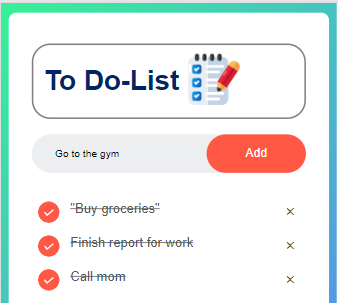 To Do-List
Go to the gym
Add
"Buy groceries"
Finish report for work
Call mom